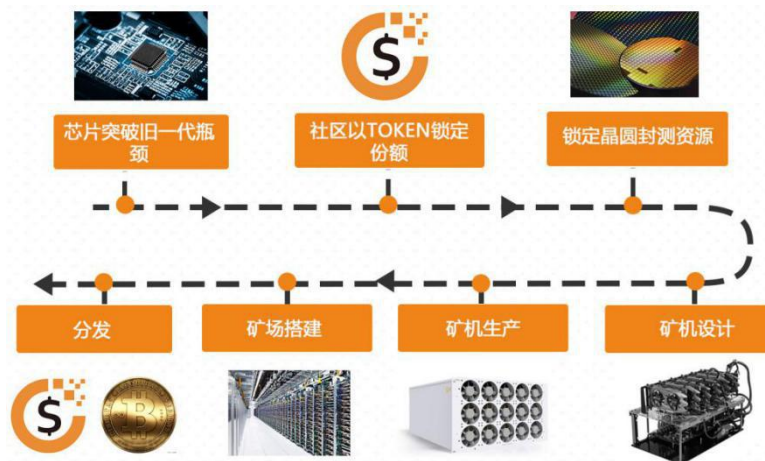 芯片突破旧一代瓶
颈
社区以TOKEN锁定
份额
锁定晶圆封测资源
分发
矿场搭建
矿机生产
矿机设计